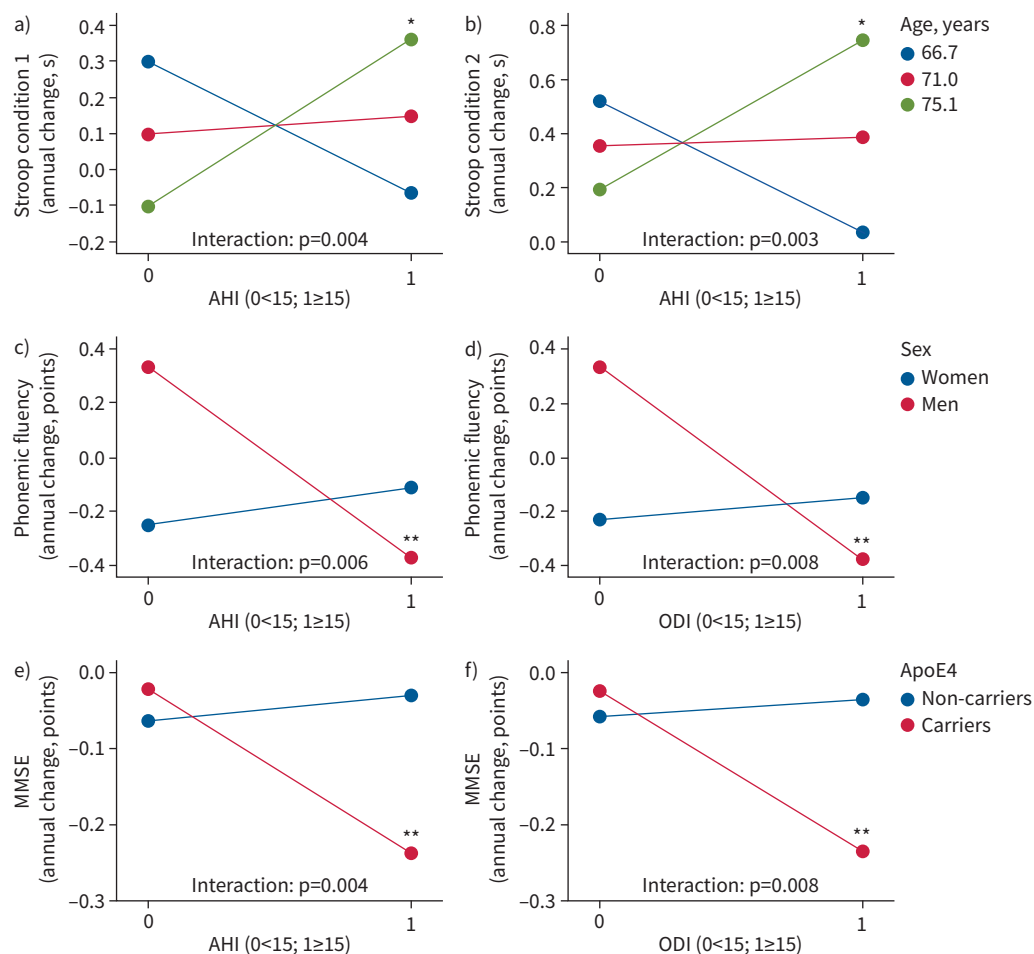 a)
Stroop condition 1
(annual change, s)
0.4
0.3
0.2
0.1
0.0
–0.1
–0.2
*
Interaction: p=0.004
0
1
AHI (0<15; 1≥15)
b)
Stroop condition 2
(annual change, s)
0.8
0.6
0.4
0.2
0.0
*
Interaction: p=0.003
0
1
AHI (0<15; 1≥15)
Age, years
66.7
71.0
75.1
c)
Phonemic fluency
(annual change, points)
0.4
0.2
0.0
–0.2
–0.4
**
Interaction: p=0.006
0
1
AHI (0<15; 1≥15)
d)
Phonemic fluency
(annual change, points)
0.4
0.2
0.0
–0.2
–0.4
**
Interaction: p=0.008
0
1
ODI (0<15; 1≥15)
Sex
Women
Men
e)
MMSE
(annual change, points)
0.0
–0.1
–0.2
–0.3
**
Interaction: p=0.004
0
1
AHI (0<15; 1≥15)
f)
MMSE
(annual change, points)
0.0
–0.1
–0.2
–0.3
**
Interaction: p=0.008
0
1
ODI (0<15; 1≥15)
ApoE4
Non-carriers
Carriers